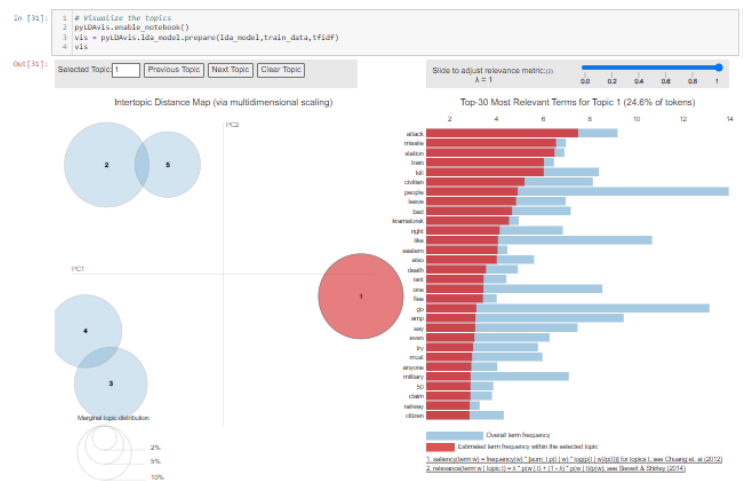 In [31]:
1 # Visualize the topics
2 pyLDAvis.enable_notebook()
3 vis = pyLDAvis.lda_model.prepare(lda_model,train_data,tfidf)
4 vis
Out[31]:
Selected Topic: 1 Previous Topic Next Topic Clear Topic
Slide to adjust relevance metric:(2)
λ = 1
0.0 0.2 0.4 0.6 0.8 1
Intertopic Distance Map (via multidimensional scaling)
PC2
PC1
2
5
1
4
3
Marginal topic distribution
2%
5%
10%
Top-30 Most Relevant Terms for Topic 1 (24.6% of tokens)
2 4 6 8 10 12 14
attack
missile
station
train
kill
civilian
people
leave
bad
kramatorsk
right
like
eastern
also
death
one
flee
go
amp
say
even
try
must
anyone
military
50
claim
railway
citizen
Overall term frequency
Estimated term frequency within the selected topic
1. saliency(term w) = frequency(w) * [sum_t p(t | w) * log(p(t | w)/p(t))] for topics t; see Chuang et. al (2012)
2. relevance(term w | topic t) = λ * p(w | t) + (1 - λ) * p(w | t)/p(w); see Sievert & Shirley (2014)